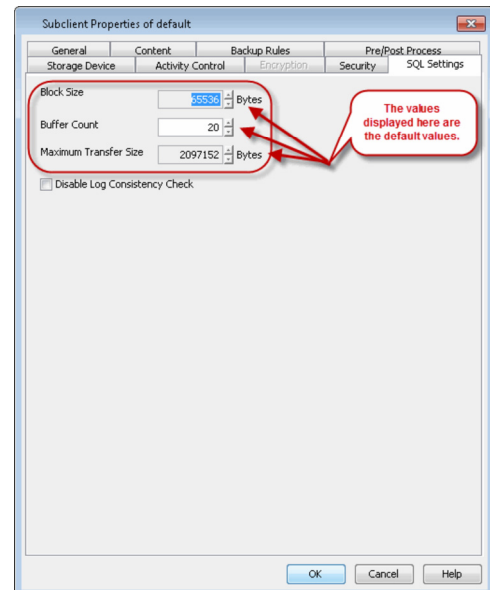 Subclient Properties of default
General Content Backup Rules Pre/Post Process
Storage Device Activity Control Encryption Security SQL Settings
Block Size 65536 Bytes
Buffer Count 20
Maximum Transfer Size 2097152 Bytes
Disable Log Consistency Check
The values
displayed here are
the default values.
OK Cancel Help